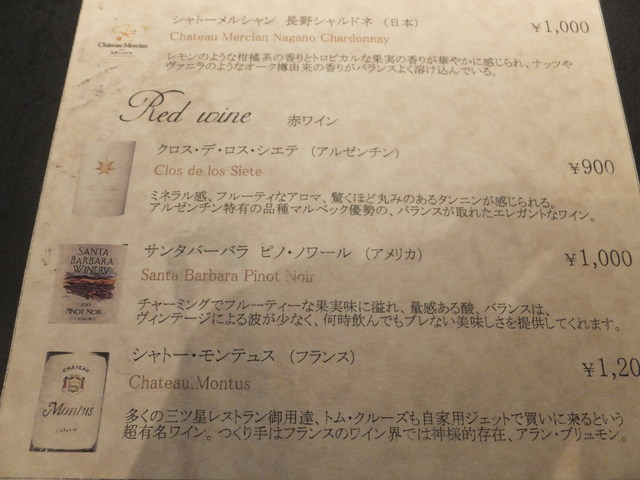 シャトーメルシャン 長野シャルドネ (日本)
¥1,000
Chateau Mercian Nagano Chardonnay
Château Mercian
レモンのような柑橘系の香りとトロピカルな果実の香りが華やかに感じられ、ナッツや
ヴァニラのようなオーク樽由来の香りがバランスよく溶け込んでいる。
Red wine 赤ワイン
クロス・デ・ロス・シエテ (アルゼンチン)
¥900
Clos de los Siete
ミネラル感、フルーティなアロマ、驚くほど丸みのあるタンニンが感じられる。
アルゼンチン特有の品種マルベック優勢の、バランスが取れたエレガントなワイン。
サンタバーバラ ピノ・ノワール (アメリカ)
¥1,000
Santa Barbara Pinot Noir
SANTA
BARBARA
WINERY
PINOT NOIR
チャーミングでフルーティーな果実味に溢れ、量感ある酸、バランスは、
ヴィンテージによる波が少なく、何時飲んでもブレない美味しさを提供してくれます。
シャトー・モンテュス (フランス)
¥1,20
Chateau.Montus
CHATEAU
Montus
多くの三ツ星レストラン御用達、トム・クルーズも自家用ジェットで買いに来るという
超有名ワイン。つくり手はフランスのワイン界では神様的存在、アラン・ブリュモン。